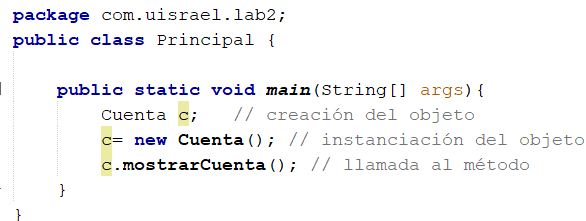 package com.uisrael.lab2;
public class Principal {
public static void main(String[] args){
Cuenta c;   // creación del objeto
c= new Cuenta(); // instanciación del objeto
c.mostrarCuenta(); // llamada al método
}
}